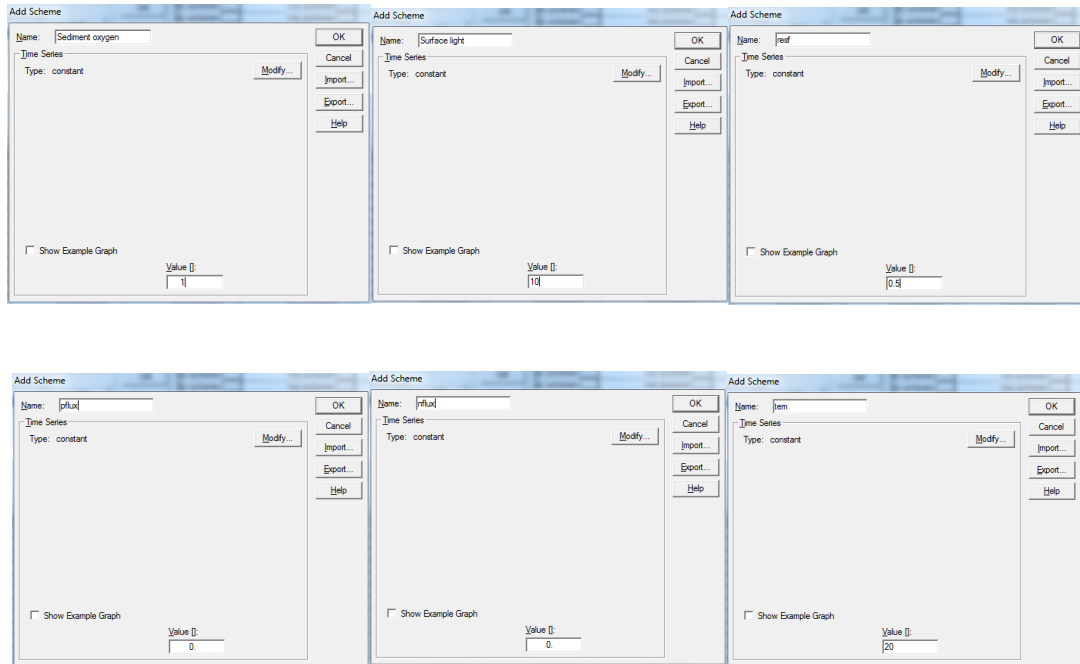 Add Scheme
Name: Sediment oxygen
OK
Time Series
Cancel
Type: constant
Modify...
Import...
Export...
Help
Show Example Graph
Value []:
1
Add Scheme
Name: Surface light
OK
Time Series
Cancel
Type: constant
Modify...
Import...
Export...
Help
Show Example Graph
Value []:
10
Add Scheme
Name: resf
OK
Time Series
Cancel
Type: constant
Modify...
Import...
Export...
Help
Show Example Graph
Value []:
0.5
Add Scheme
Name: pflux
OK
Time Series
Cancel
Type: constant
Modify...
Import...
Export...
Help
Show Example Graph
Value []:
0.
Add Scheme
Name: nflux
OK
Time Series
Cancel
Type: constant
Modify...
Import...
Export...
Help
Show Example Graph
Value []:
0.
Add Scheme
Name: tem
OK
Time Series
Cancel
Type: constant
Modify...
Import...
Export...
Help
Show Example Graph
Value []:
20